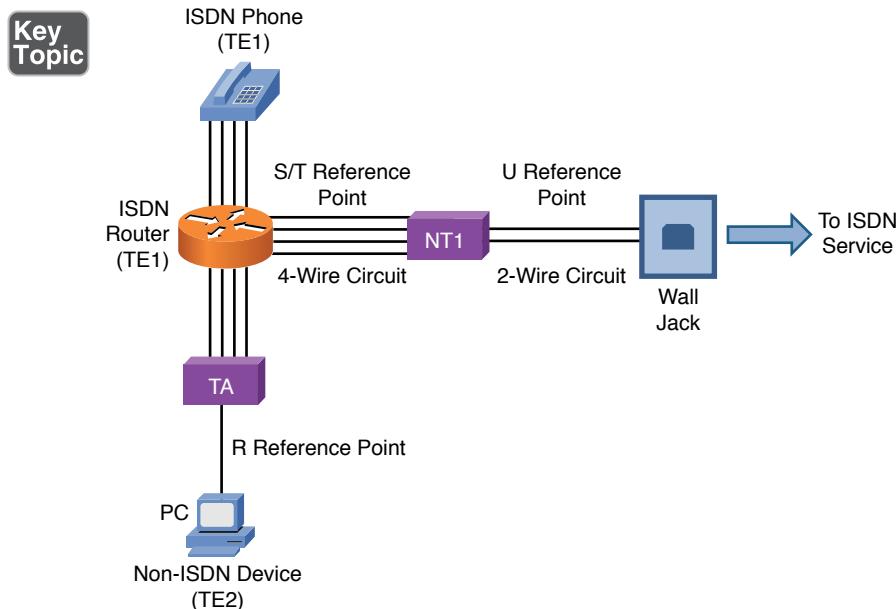 Key
Topic
ISDN Phone
(TE1)
S/T Reference
Point
U Reference
Point
ISDN
Router
(TE1)
NT1
To ISDN
Service
4-Wire Circuit
2-Wire Circuit
Wall
Jack
TA
R Reference Point
PC
Non-ISDN Device
(TE2)